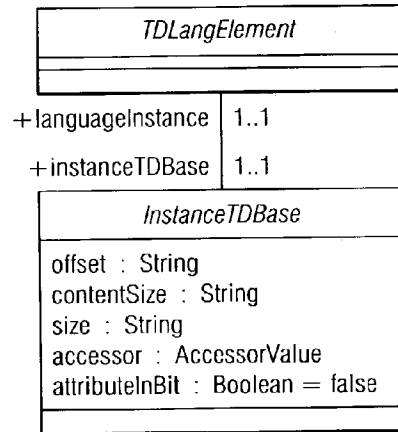 TDLangElement
+languageInstance 1..1
+instanceTDBase 1..1
InstanceTDBase
offset : String
contentSize : String
size : String
accessor : AccessorValue
attributeInBit : Boolean = false